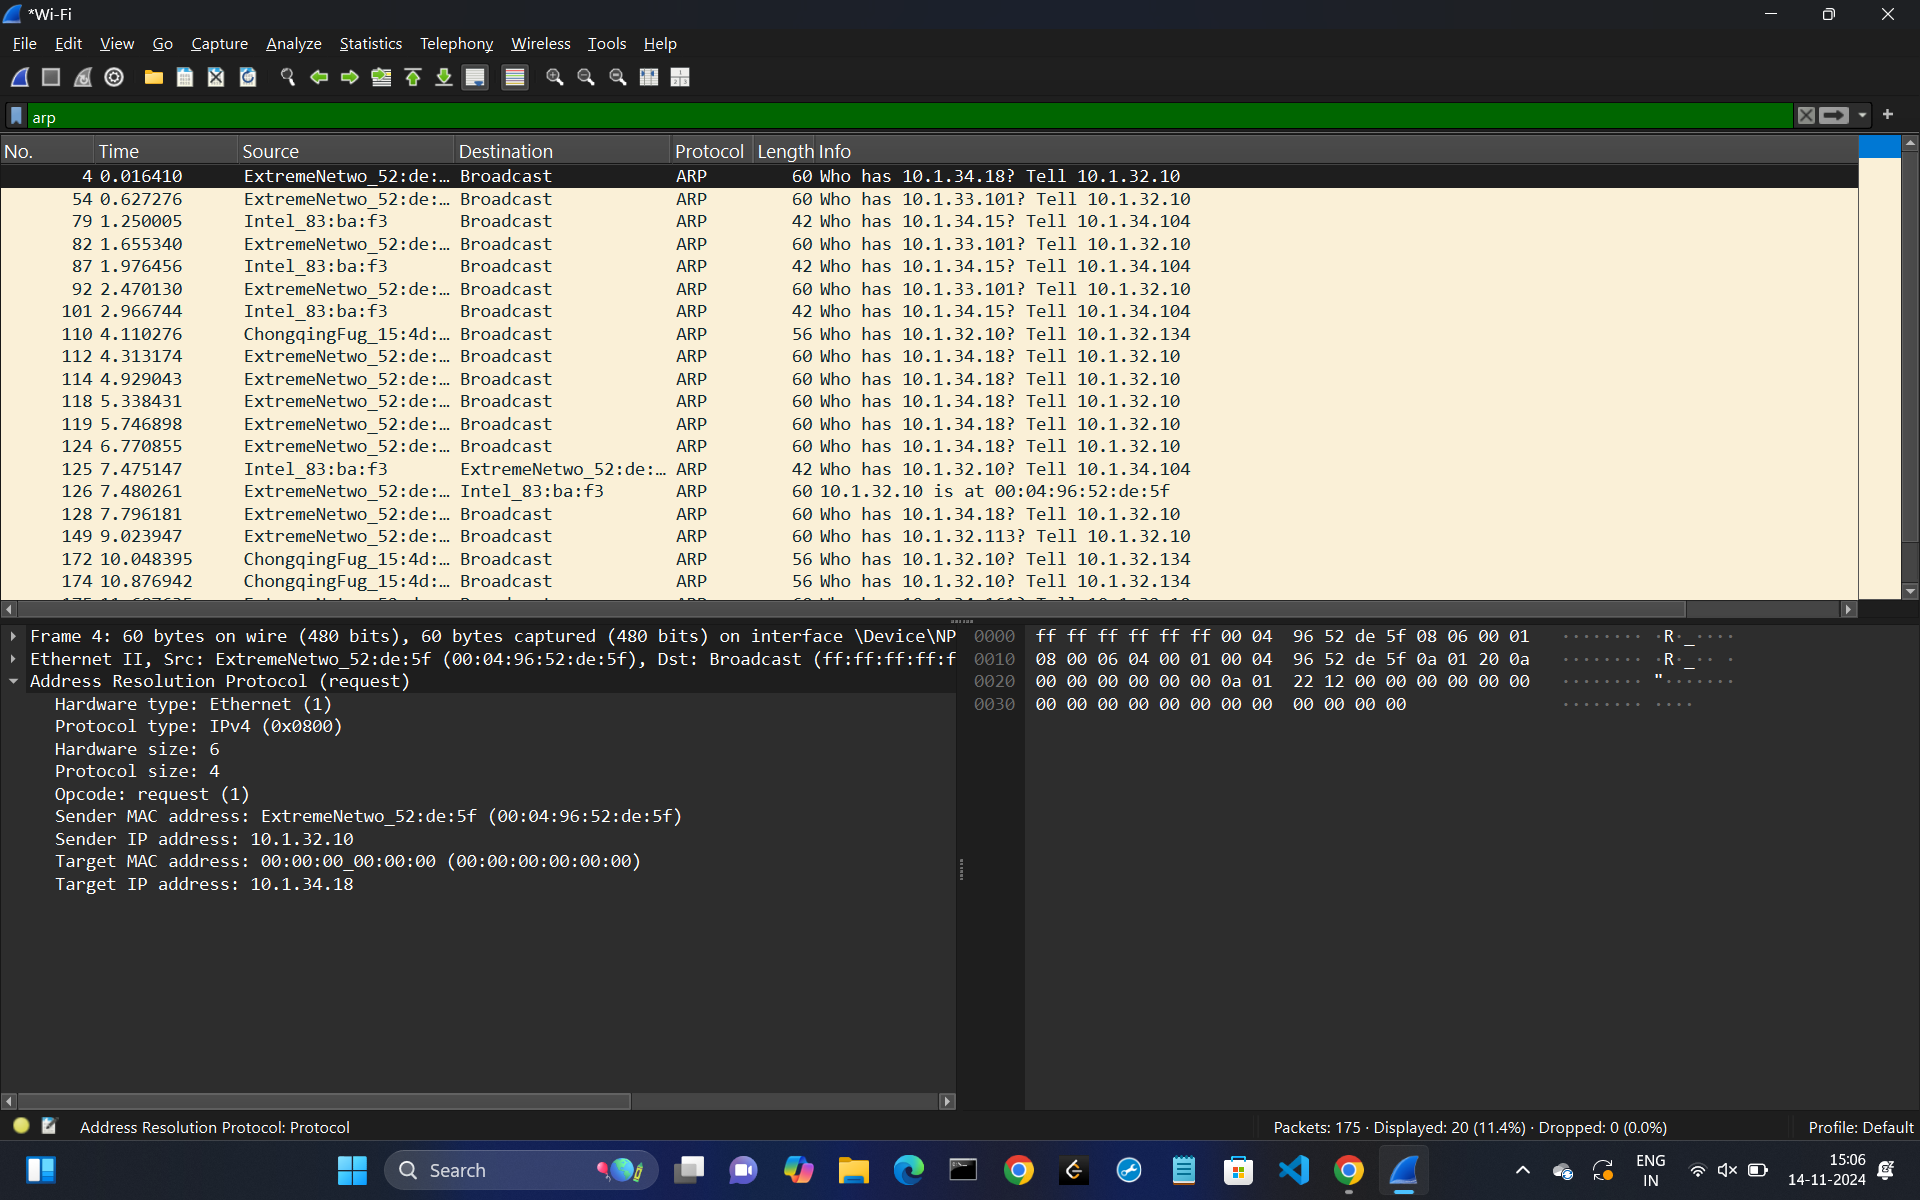 *Wi-Fi
File Edit View Go Capture Analyze Statistics Telephony Wireless Tools Help
arp
No. Time Source Destination Protocol Length Info
4 0.016410 ExtremeNetwo_52:de:… Broadcast ARP 60 Who has 10.1.34.18? Tell 10.1.32.10
54 0.627276 ExtremeNetwo_52:de:… Broadcast ARP 60 Who has 10.1.33.101? Tell 10.1.32.10
79 1.250005 Intel_83:ba:f3 Broadcast ARP 42 Who has 10.1.34.15? Tell 10.1.34.104
82 1.655340 ExtremeNetwo_52:de:… Broadcast ARP 60 Who has 10.1.33.101? Tell 10.1.32.10
87 1.976456 Intel_83:ba:f3 Broadcast ARP 42 Who has 10.1.34.15? Tell 10.1.34.104
92 2.470130 ExtremeNetwo_52:de:… Broadcast ARP 60 Who has 10.1.33.101? Tell 10.1.32.10
101 2.966744 Intel_83:ba:f3 Broadcast ARP 42 Who has 10.1.34.15? Tell 10.1.34.104
110 4.110276 ChongqingFug_15:4d:… Broadcast ARP 56 Who has 10.1.32.10? Tell 10.1.32.134
112 4.313174 ExtremeNetwo_52:de:… Broadcast ARP 60 Who has 10.1.34.18? Tell 10.1.32.10
114 4.929043 ExtremeNetwo_52:de:… Broadcast ARP 60 Who has 10.1.34.18? Tell 10.1.32.10
118 5.338431 ExtremeNetwo_52:de:… Broadcast ARP 60 Who has 10.1.34.18? Tell 10.1.32.10
119 5.746898 ExtremeNetwo_52:de:… Broadcast ARP 60 Who has 10.1.34.18? Tell 10.1.32.10
124 6.770855 ExtremeNetwo_52:de:… Broadcast ARP 60 Who has 10.1.34.18? Tell 10.1.32.10
125 7.475147 Intel_83:ba:f3 ExtremeNetwo_52:de:… ARP 42 Who has 10.1.32.10? Tell 10.1.34.104
126 7.480261 ExtremeNetwo_52:de:… Intel_83:ba:f3 ARP 60 10.1.32.10 is at 00:04:96:52:de:5f
128 7.796181 ExtremeNetwo_52:de:… Broadcast ARP 60 Who has 10.1.34.18? Tell 10.1.32.10
149 9.023947 ExtremeNetwo_52:de:… Broadcast ARP 60 Who has 10.1.32.113? Tell 10.1.32.10
172 10.048395 ChongqingFug_15:4d:… Broadcast ARP 56 Who has 10.1.32.10? Tell 10.1.32.134
174 10.876942 ChongqingFug_15:4d:… Broadcast ARP 56 Who has 10.1.32.10? Tell 10.1.32.134
Frame 4: 60 bytes on wire (480 bits), 60 bytes captured (480 bits) on interface \Device\NP
Ethernet II, Src: ExtremeNetwo_52:de:5f (00:04:96:52:de:5f), Dst: Broadcast (ff:ff:ff:ff:f
Address Resolution Protocol (request)
Hardware type: Ethernet (1)
Protocol type: IPv4 (0x0800)
Hardware size: 6
Protocol size: 4
Opcode: request (1)
Sender MAC address: ExtremeNetwo_52:de:5f (00:04:96:52:de:5f)
Sender IP address: 10.1.32.10
Target MAC address: 00:00:00_00:00:00 (00:00:00:00:00:00)
Target IP address: 10.1.34.18
0000 ff ff ff ff ff ff 00 04 96 52 de 5f 08 06 00 01 ········ ·R·_····
0010 08 00 06 04 00 01 00 04 96 52 de 5f 0a 01 20 0a ········ ·R·_·· ·
0020 00 00 00 00 00 00 0a 01 22 12 00 00 00 00 00 00 ········ "·······
0030 00 00 00 00 00 00 00 00 00 00 00 00 ········ ····
Address Resolution Protocol: Protocol
Packets: 175 · Displayed: 20 (11.4%) · Dropped: 0 (0.0%)
Profile: Default
Search
ENG
IN
15:06
14-11-2024